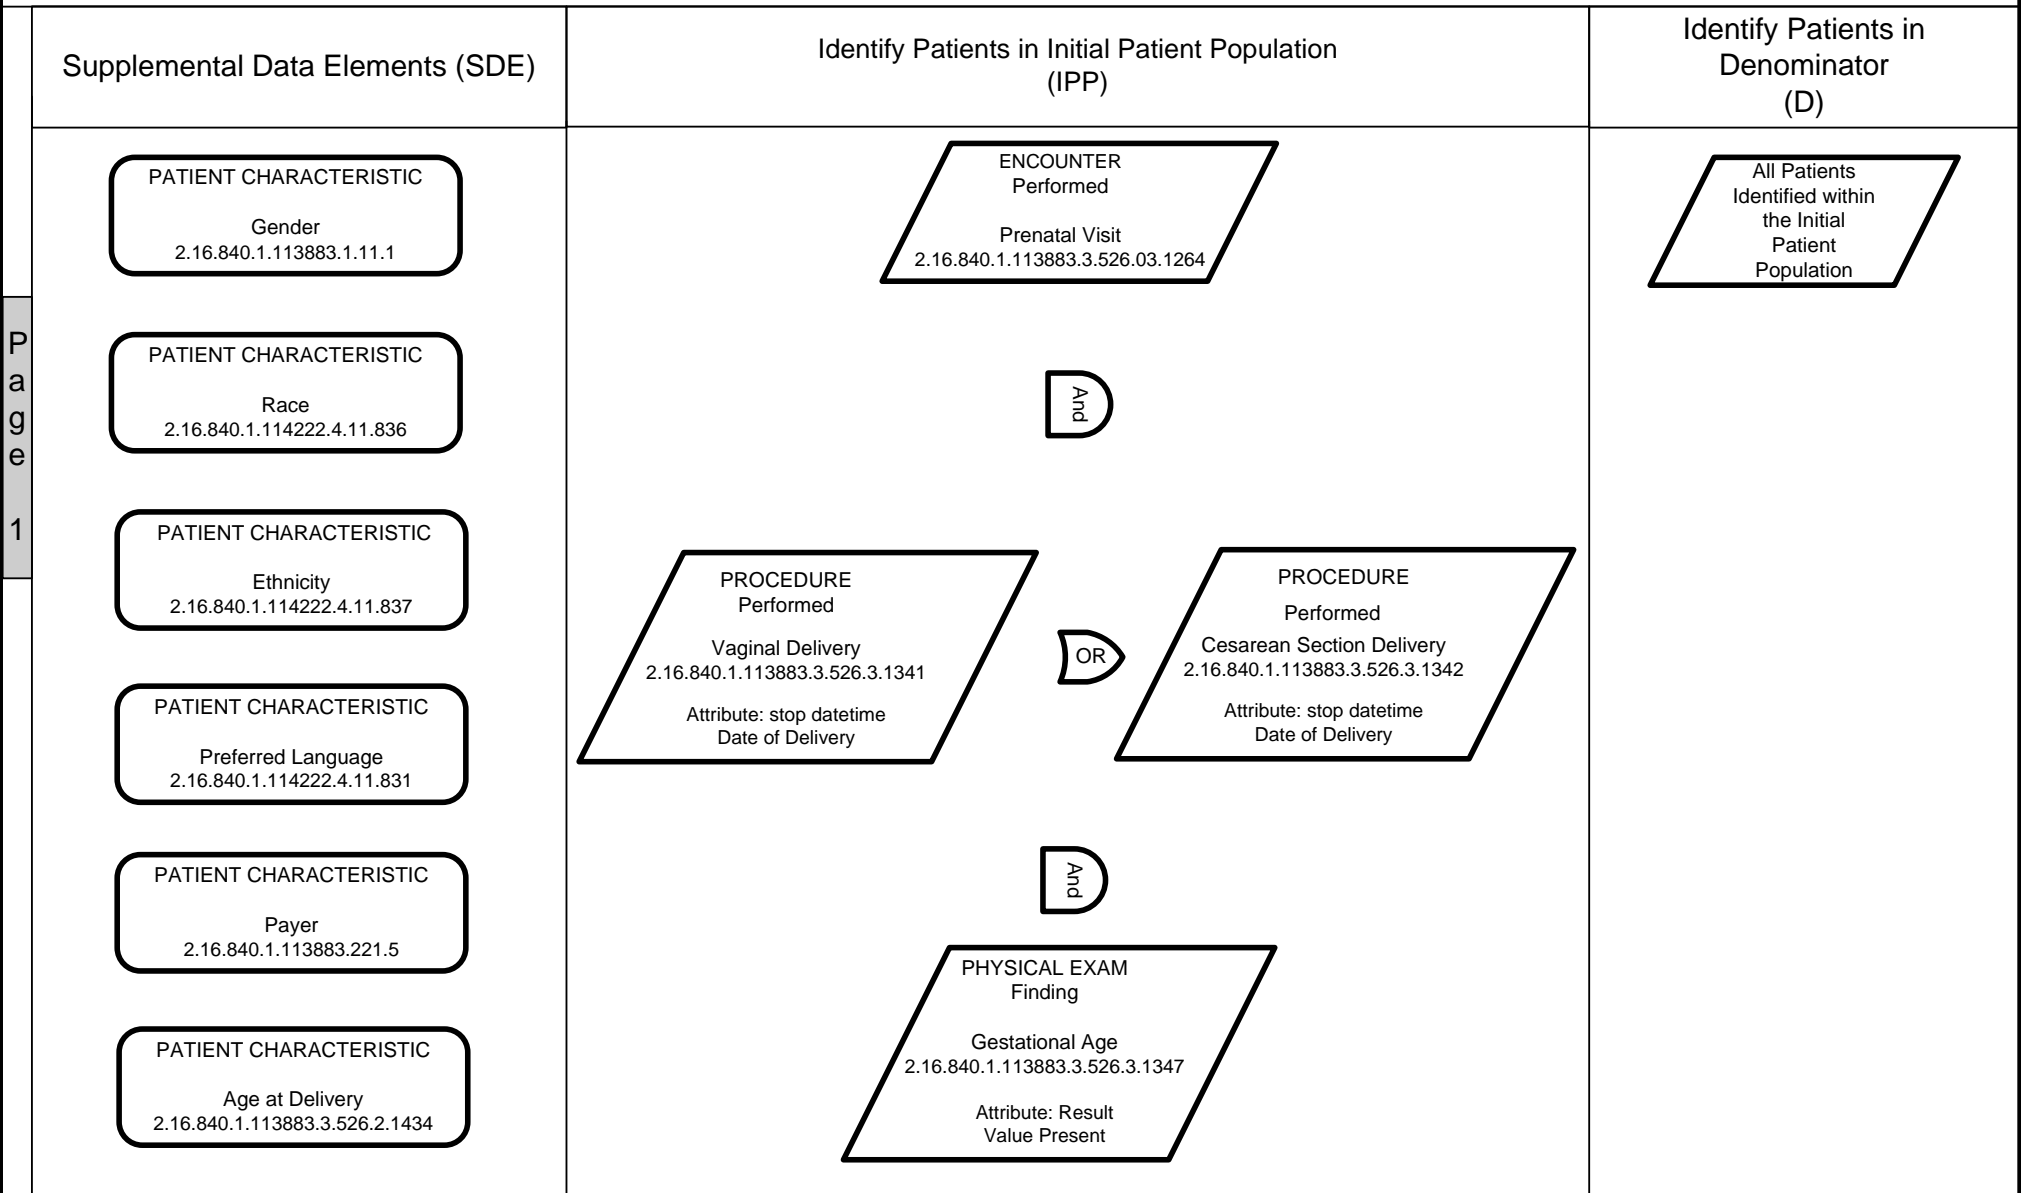 Supplemental Data Elements (SDE)
Identify Patients in Initial Patient Population
(IPP)
Identify Patients in
Denominator
(D)
Page 1
PATIENT CHARACTERISTIC
Gender
2.16.840.1.113883.1.11.1
PATIENT CHARACTERISTIC
Race
2.16.840.1.114222.4.11.836
PATIENT CHARACTERISTIC
Ethnicity
2.16.840.1.114222.4.11.837
PATIENT CHARACTERISTIC
Preferred Language
2.16.840.1.114222.4.11.831
PATIENT CHARACTERISTIC
Payer
2.16.840.1.113883.221.5
PATIENT CHARACTERISTIC
Age at Delivery
2.16.840.1.113883.3.526.2.1434
ENCOUNTER
Performed
Prenatal Visit
2.16.840.1.113883.3.526.03.1264
And
PROCEDURE
Performed
Vaginal Delivery
2.16.840.1.113883.3.526.3.1341
Attribute: stop datetime
Date of Delivery
OR
PROCEDURE
Performed
Cesarean Section Delivery
2.16.840.1.113883.3.526.3.1342
Attribute: stop datetime
Date of Delivery
And
PHYSICAL EXAM
Finding
Gestational Age
2.16.840.1.113883.3.526.3.1347
Attribute: Result
Value Present
All Patients
Identified within
the Initial
Patient
Population